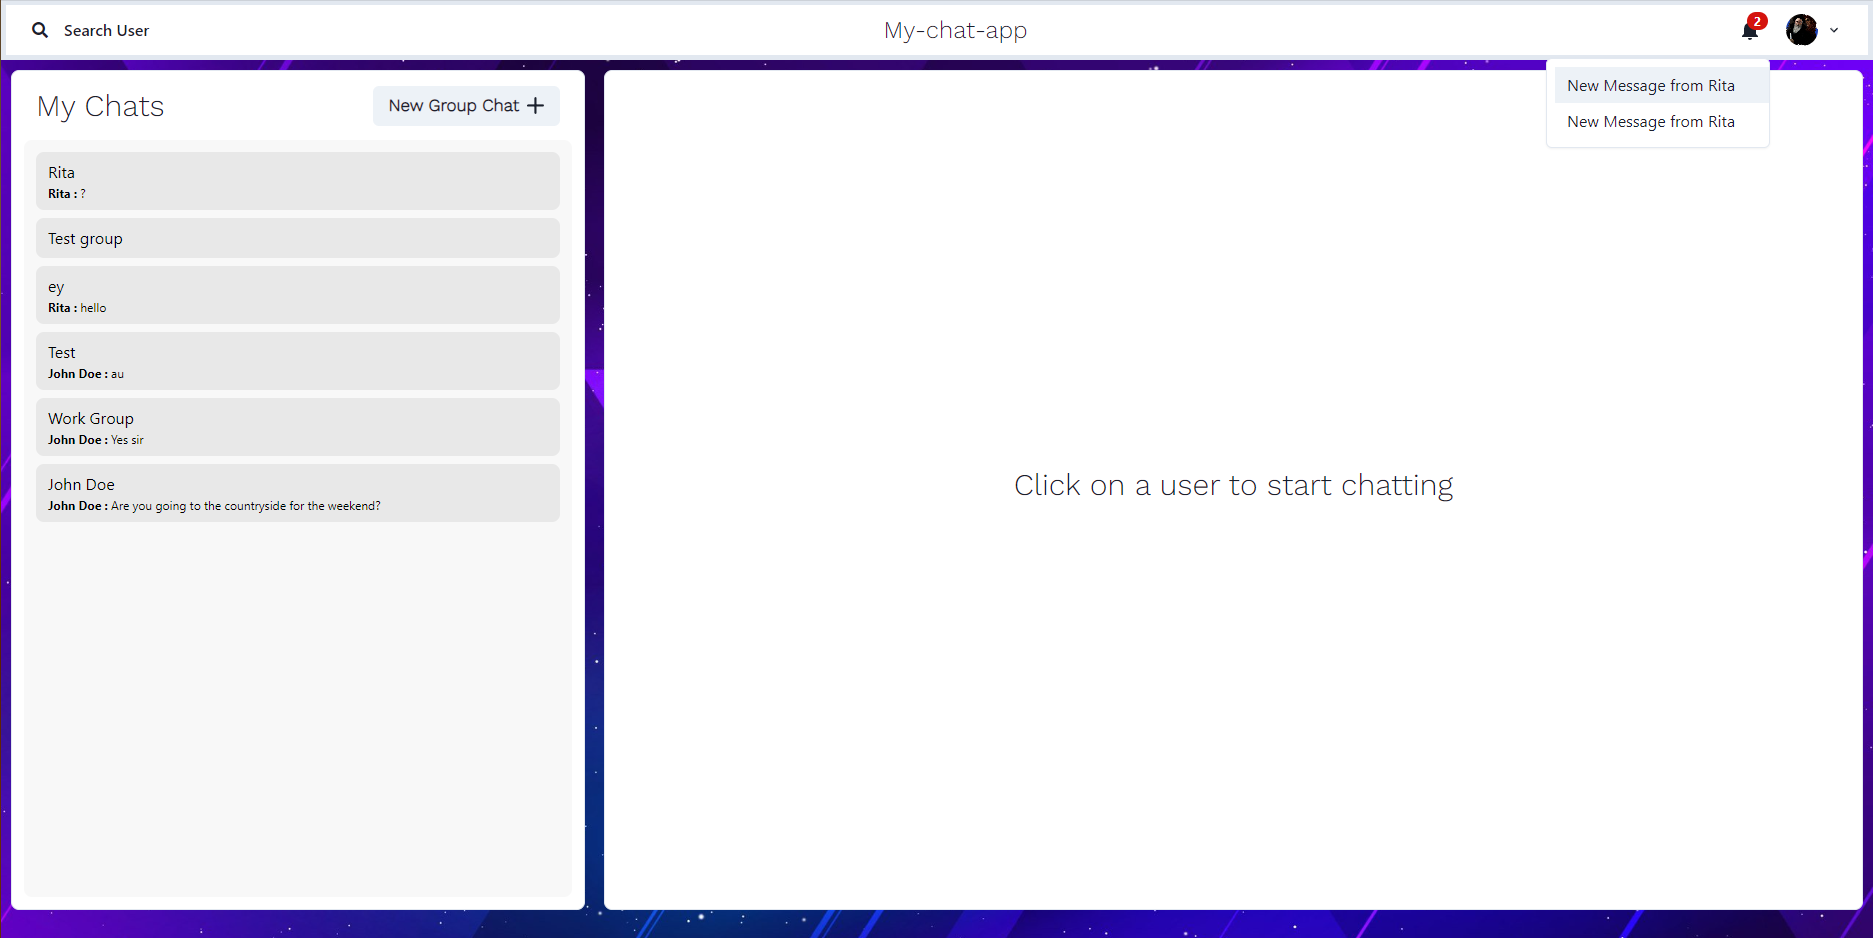 Search User
My-chat-app
2
New Message from Rita
New Message from Rita
My Chats
New Group Chat +
Rita
Rita : ?
Test group
ey
Rita : hello
Test
John Doe : au
Work Group
John Doe : Yes sir
John Doe
John Doe : Are you going to the countryside for the weekend?
Click on a user to start chatting